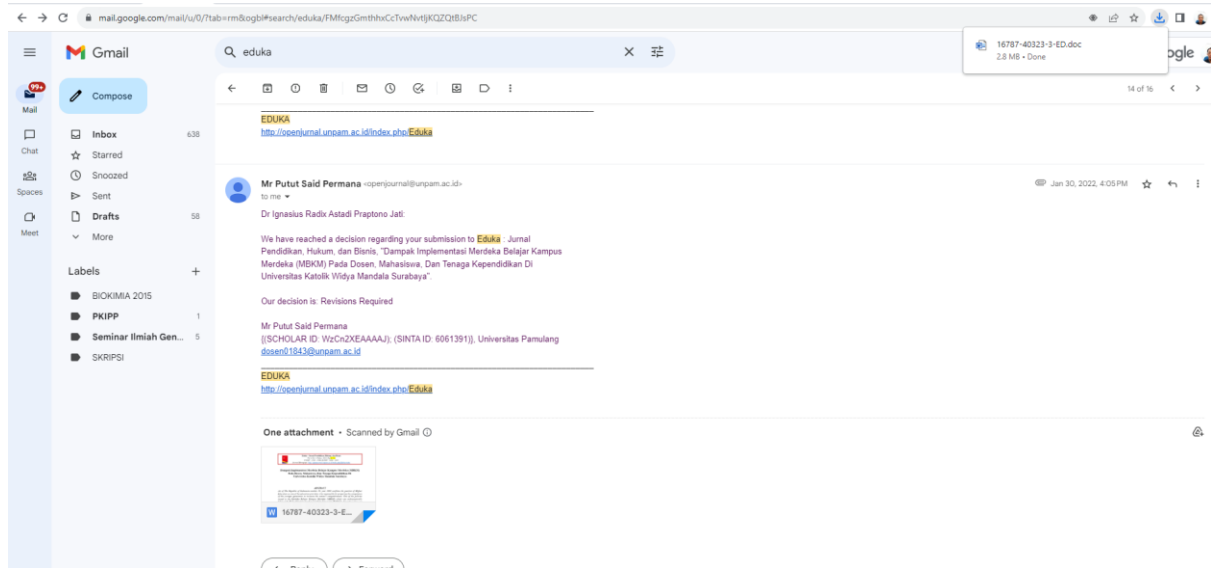 mail.google.com/mail/u/0/?tab=rm&ogbl#search/eduka/FMfcgzGmthhxCcTvwNvtljKQZQtBJsPC
16787-40323-3-ED.doc
2.8 MB • Done
ogle
Gmail
eduka
99+
Mail
Compose
14 of 16
Chat
Spaces
Meet
Inbox 638
Starred
Snoozed
Sent
Drafts 58
More
Labels +
BIOKIMIA 2015
PKIPP 1
Seminar Ilmiah Gen... 5
SKRIPSI
EDUKA
http://openjurnal.unpam.ac.id/index.php/Eduka
Mr Putut Said Permana <openjournal@unpam.ac.id>
Jan 30, 2022, 4:05 PM
to me
Dr Ignasius Radix Astadi Praptono Jati:
We have reached a decision regarding your submission to Eduka : Jurnal
Pendidikan, Hukum, dan Bisnis, "Dampak Implementasi Merdeka Belajar Kampus
Merdeka (MBKM) Pada Dosen, Mahasiswa, Dan Tenaga Kependidikan Di
Universitas Katolik Widya Mandala Surabaya".
Our decision is: Revisions Required
Mr Putut Said Permana
[(SCHOLAR ID: WzCn2XEAAAAJ); (SINTA ID: 6061391)], Universitas Pamulang
dosen01843@unpam.ac.id
EDUKA
http://openjurnal.unpam.ac.id/index.php/Eduka
One attachment • Scanned by Gmail
W 16787-40323-3-E...